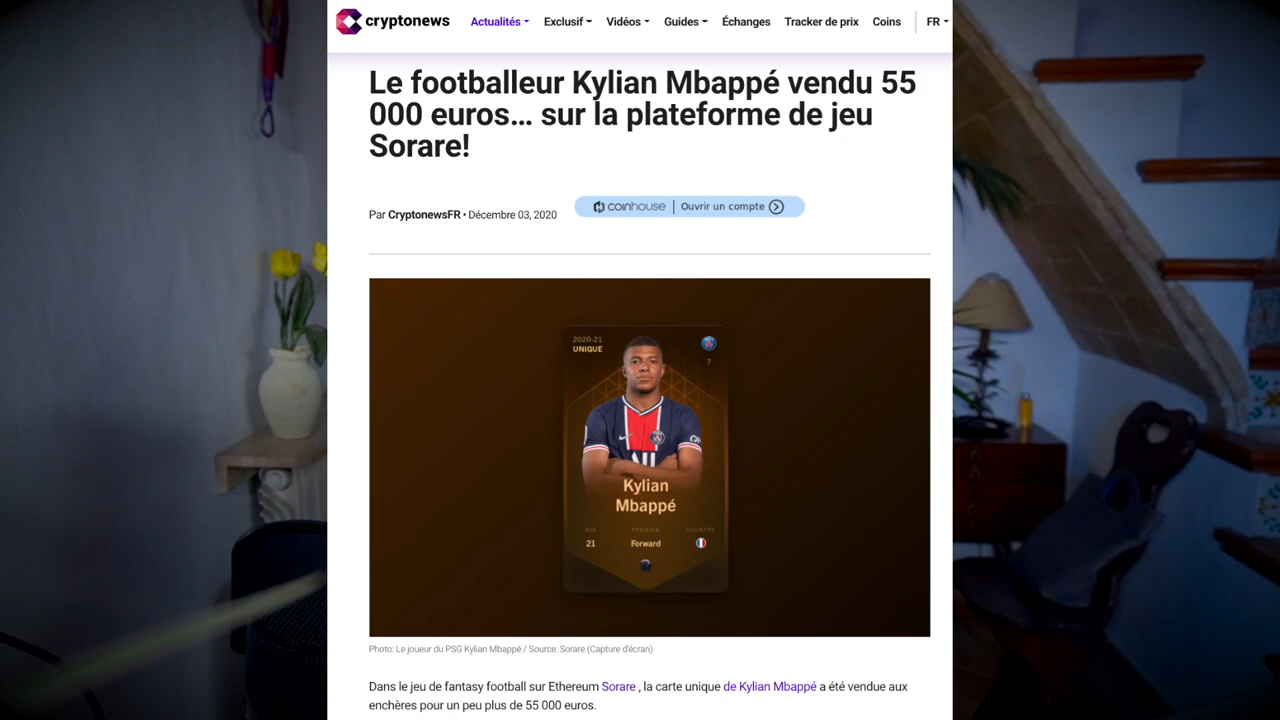 cryptonews
Actualités Exclusif Vidéos Guides Échanges Tracker de prix Coins FR
Le footballeur Kylian Mbappé vendu 55
000 euros… sur la plateforme de jeu
Sorare!
Par CryptonewsFR • Décembre 03, 2020
coinhouse | Ouvrir un compte
2020-21
UNIQUE
7
Kylian
Mbappé
AGE POSITION COUNTRY
21 Forward
Photo: Le joueur du PSG Kylian Mbappé / Source: Sorare (Capture d'écran)
Dans le jeu de fantasy football sur Ethereum Sorare , la carte unique de Kylian Mbappé a été vendue aux
enchères pour un peu plus de 55 000 euros.